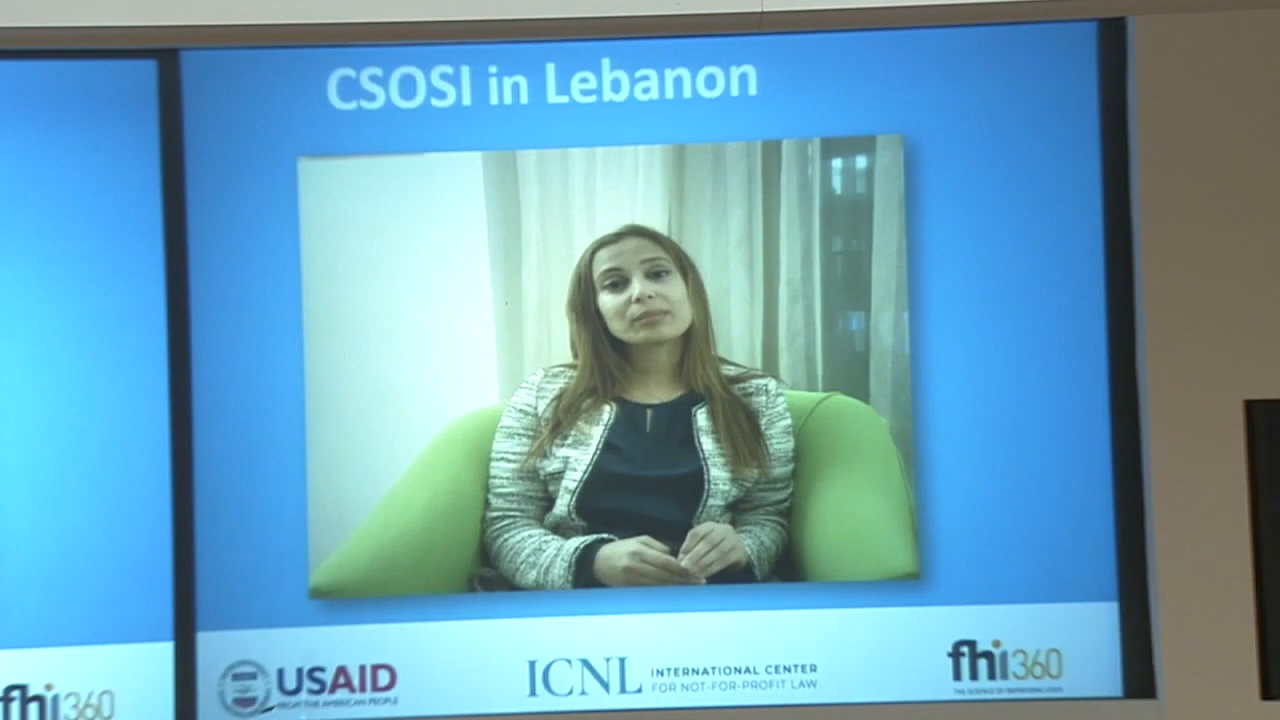 CSOSI in Lebanon
USAID
FROM THE AMERICAN PEOPLE
ICNL
INTERNATIONAL CENTER
FOR NOT-FOR-PROFIT LAW
fhi360
fhi360